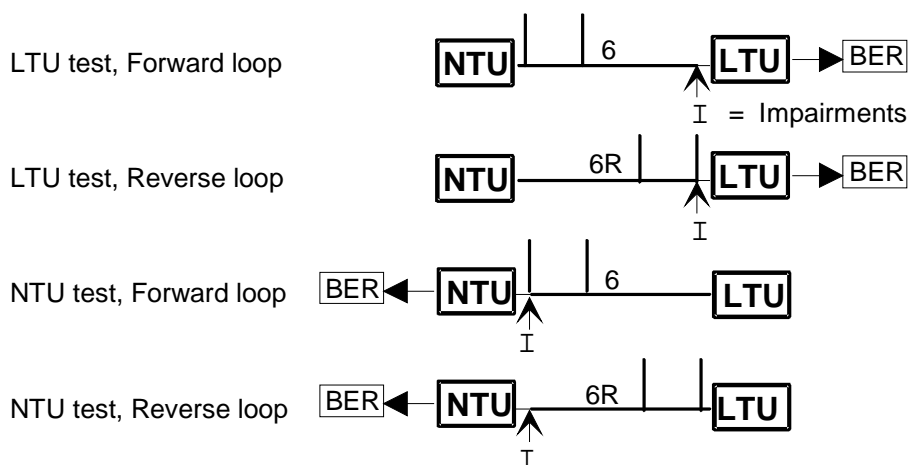 LTU test, Forward loop NTU 6 LTU BER
I = Impairments
LTU test, Reverse loop NTU 6R LTU BER
I
NTU test, Forward loop BER NTU 6 LTU
I
NTU test, Reverse loop BER NTU 6R LTU
I